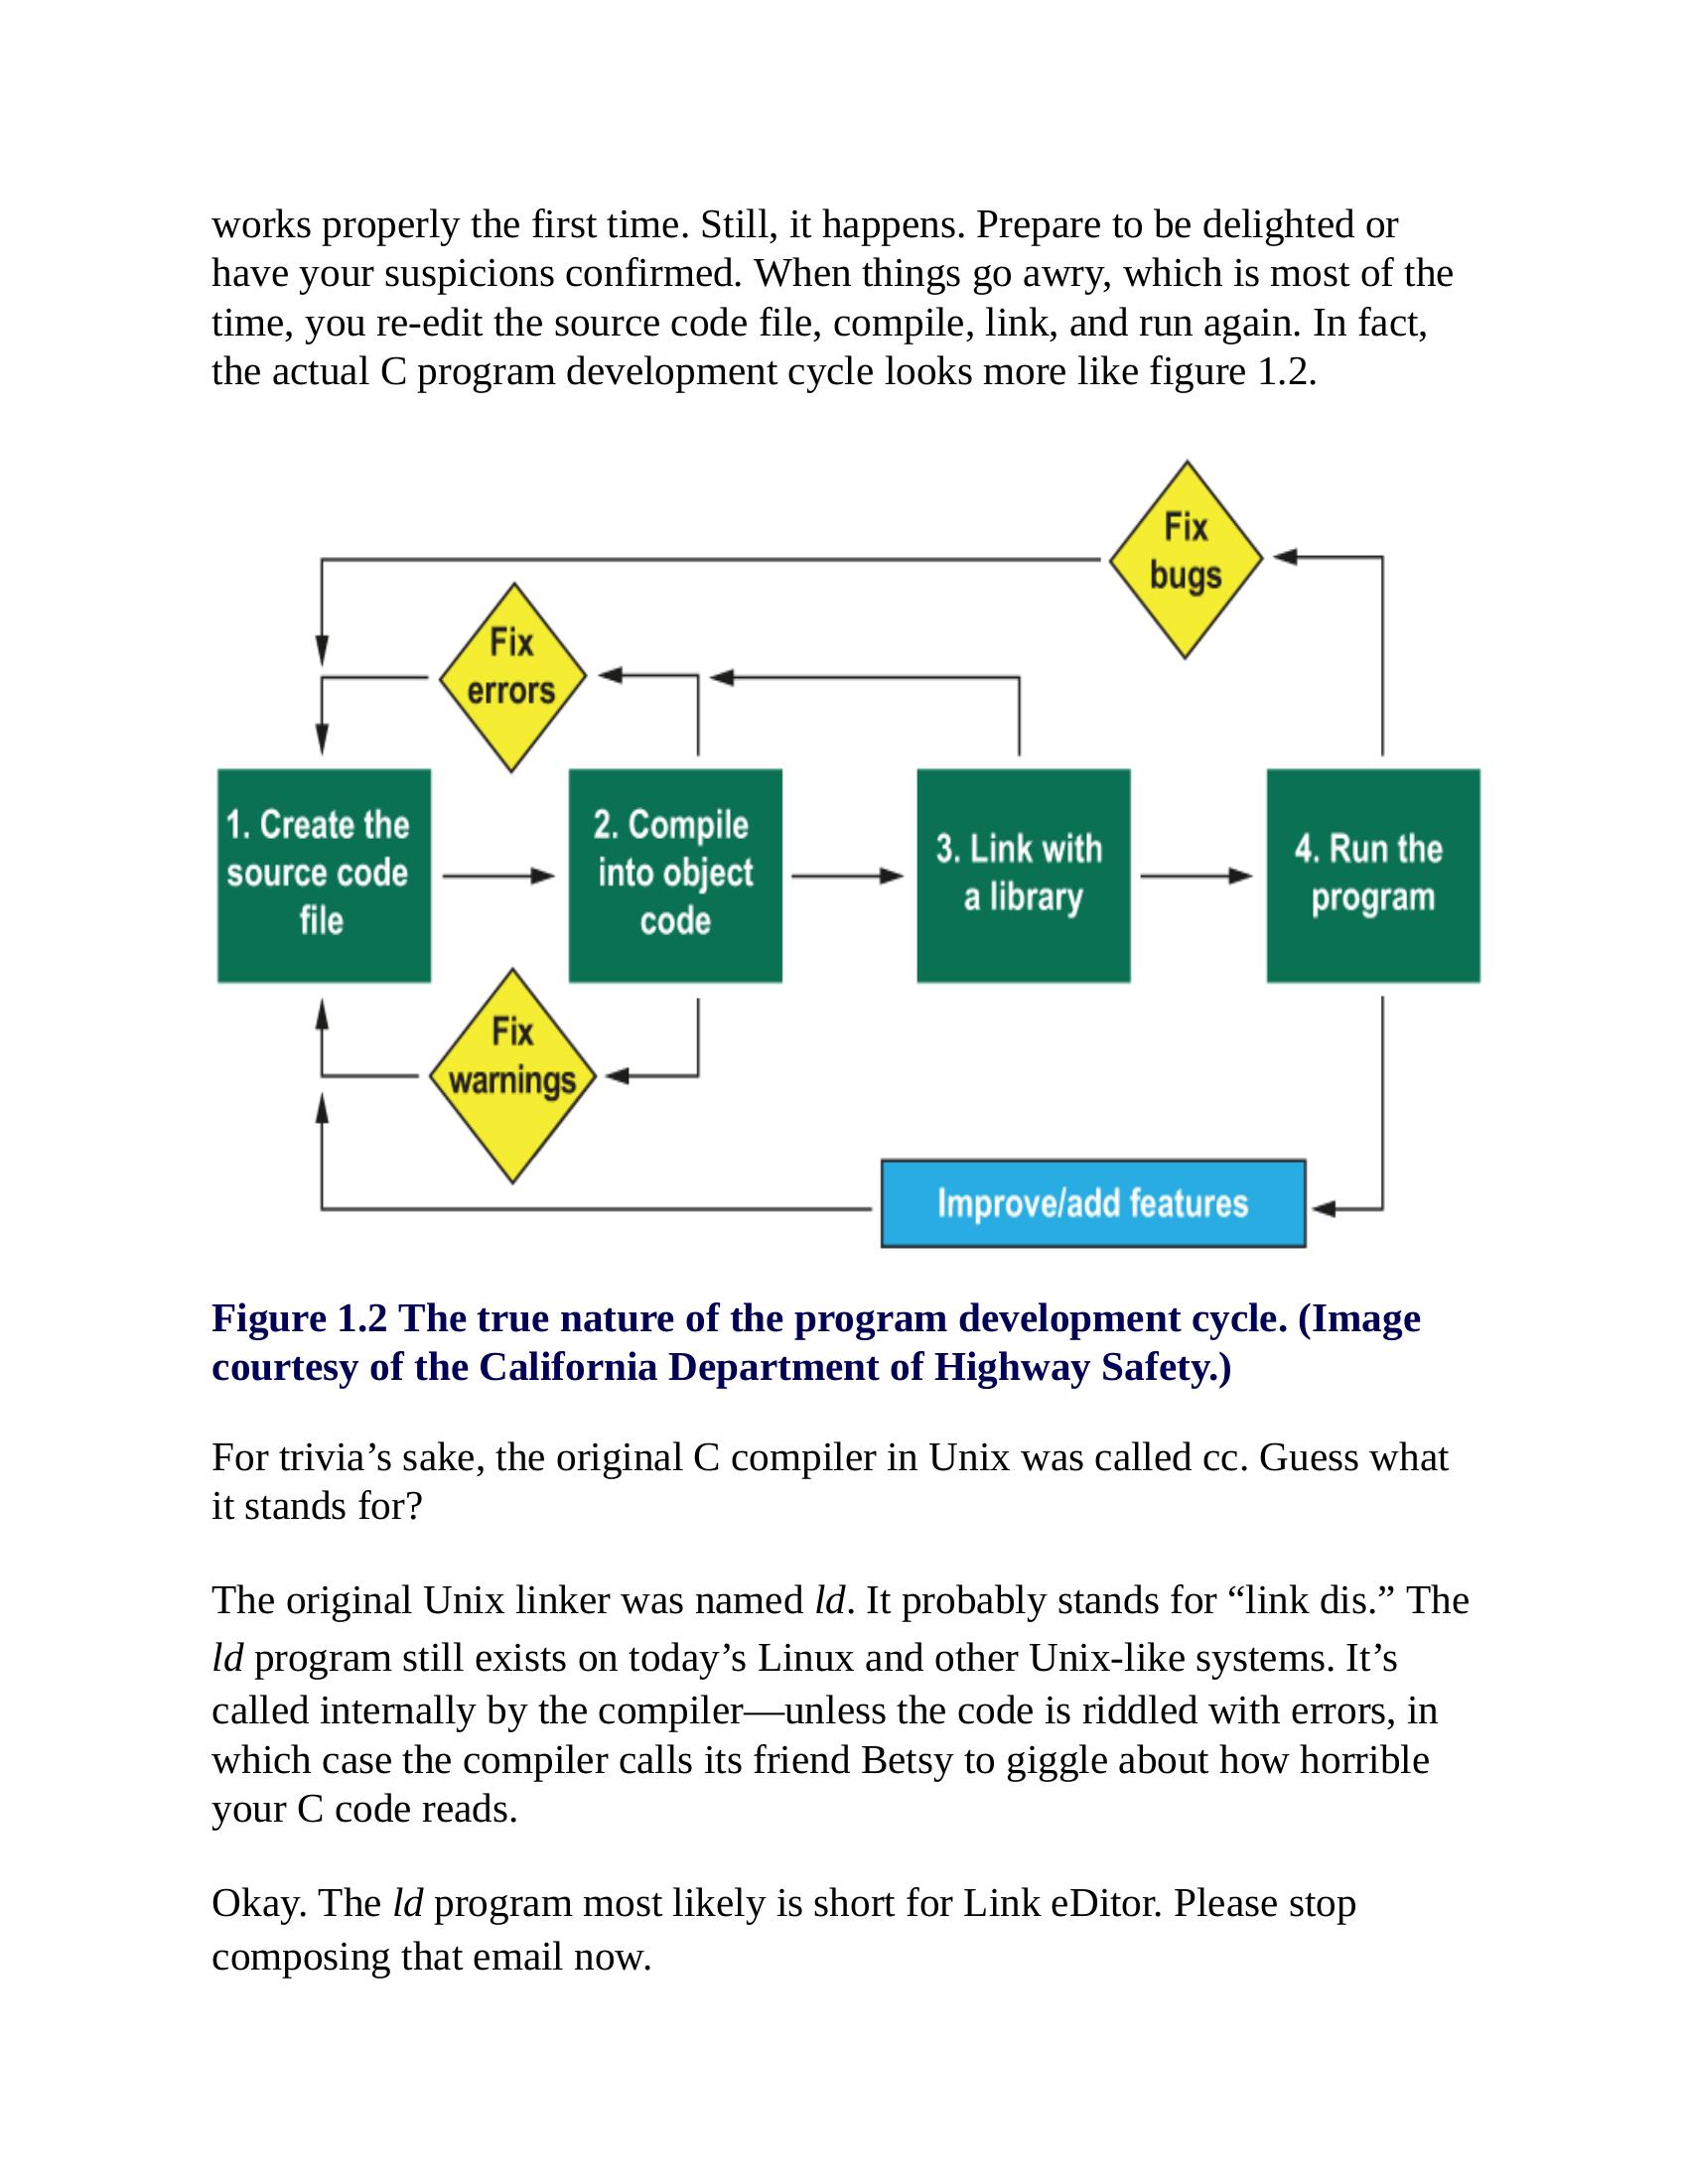 works properly the first time. Still, it happens. Prepare to be delighted or
have your suspicions confirmed. When things go awry, which is most of the
time, you re-edit the source code file, compile, link, and run again. In fact,
the actual C program development cycle looks more like figure 1.2.
Fix
bugs
Fix
errors
1. Create the
source code
file
2. Compile
into object
code
3. Link with
a library
4. Run the
program
Fix
warnings
Improve/add features
Figure 1.2 The true nature of the program development cycle. (Image
courtesy of the California Department of Highway Safety.)
For trivia’s sake, the original C compiler in Unix was called cc. Guess what
it stands for?
The original Unix linker was named ld. It probably stands for “link dis.” The
ld program still exists on today’s Linux and other Unix-like systems. It’s
called internally by the compiler—unless the code is riddled with errors, in
which case the compiler calls its friend Betsy to giggle about how horrible
your C code reads.
Okay. The ld program most likely is short for Link eDitor. Please stop
composing that email now.